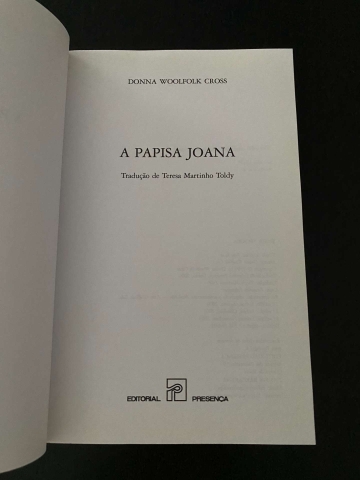 DONNA WOOLFOLK CROSS
A PAPISA JOANA
Tradução de Teresa Martinho Toldy
EDITORIAL PRESENÇA